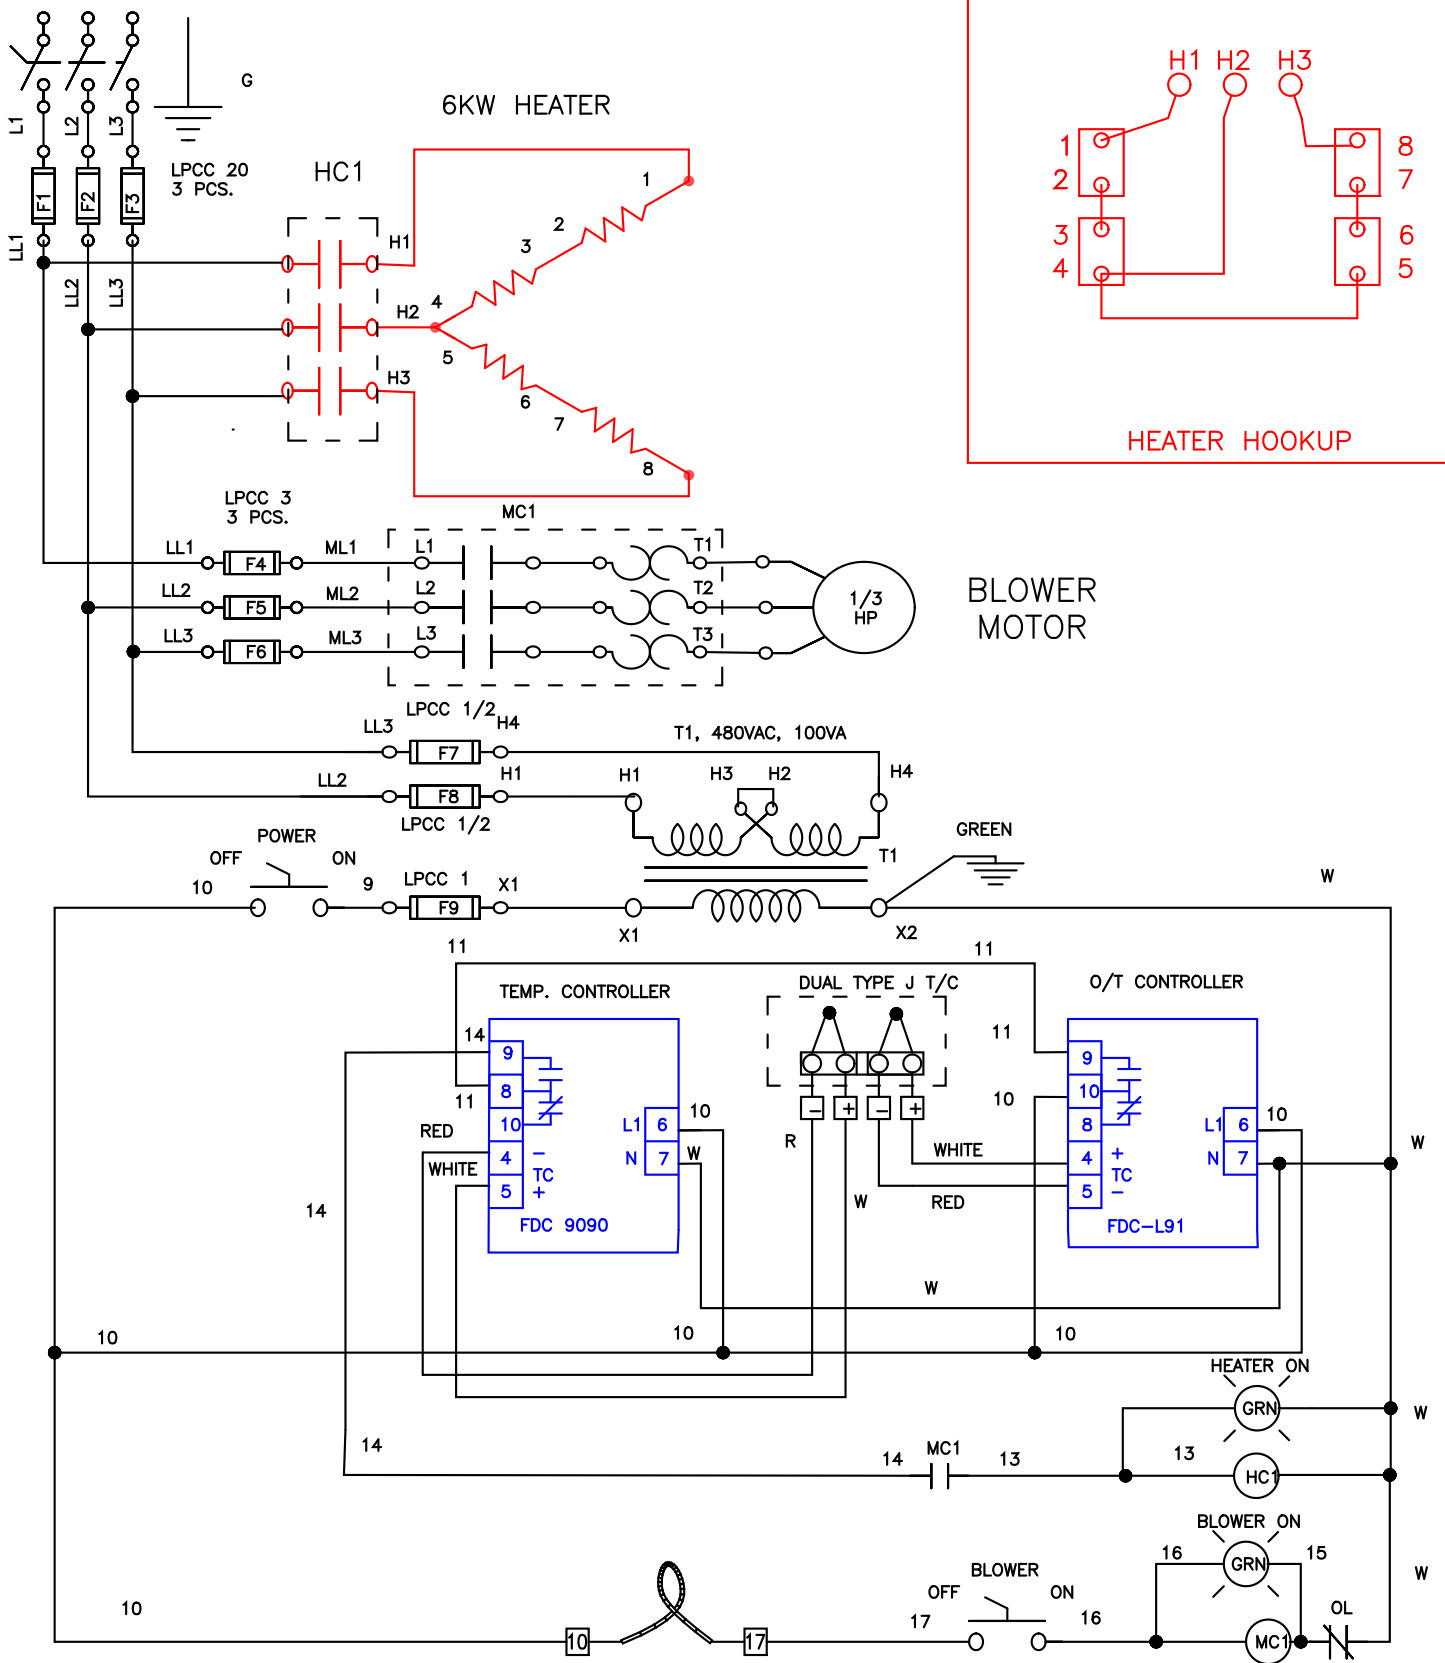 G
L1
L2
L3
LPCC 20
3 PCS.
F1
F2
F3
LL1
LL2
LL3
6KW HEATER
HC1
H1
H2
H3
1
2
3
4
5
6
7
8
H1 H2 H3
1
2
3
4
8
7
6
5
HEATER HOOKUP
LPCC 3
3 PCS.
MC1
LL1
F4
ML1
L1
T1
LL2
F5
ML2
L2
T2
LL3
F6
ML3
L3
T3
1/3
HP
BLOWER
MOTOR
LPCC 1/2
LL3
F7
H4
T1, 480VAC, 100VA
LL2
F8
H1
LPCC 1/2
H1
H3
H2
H4
T1
GREEN
POWER
OFF
ON
10
9
LPCC 1
F9
X1
X1
X2
W
11
11
TEMP. CONTROLLER
DUAL TYPE J T/C
O/T CONTROLLER
14
9
8
11
10
RED
4
−
TC
WHITE
5
+
L1
6
10
N
7
W
FDC 9090
−
+
−
+
R
W
WHITE
RED
11
9
10
10
8
4
+
TC
5
−
L1
6
10
N
7
FDC−L91
W
14
W
10
10
10
HEATER ON
GRN
W
14
14
MC1
13
13
HC1
BLOWER ON
16
GRN
15
W
10
10
17
17
BLOWER
OFF
ON
16
MC1
OL